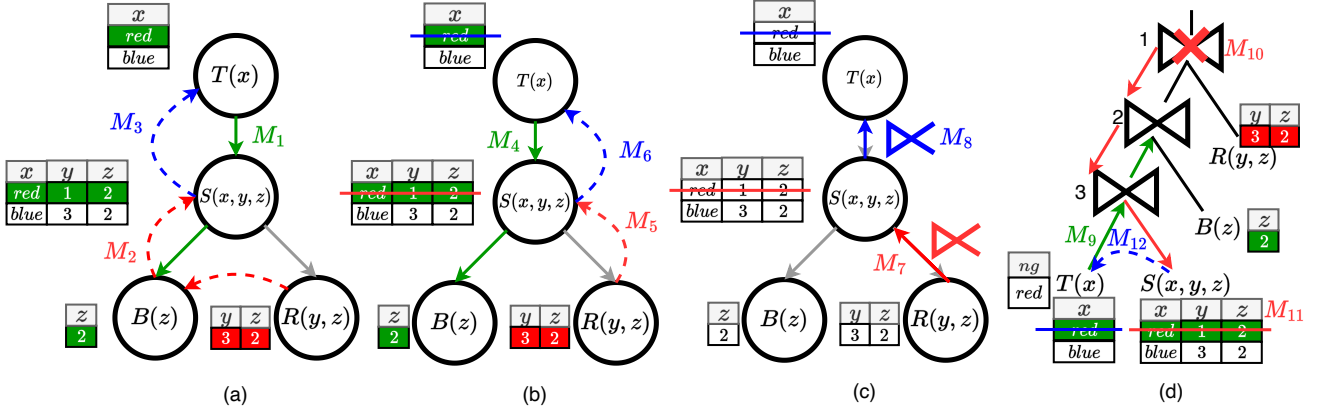 x
red
blue
T(x)
M3
M1
x y z
red 1 2
blue 3 2
S(x, y, z)
M2
z
2
B(z)
y z
3 2
R(y, z)
(a)
x
red
blue
T(x)
M4
M6
x y z
red 1 2
blue 3 2
S(x, y, z)
M5
z
2
B(z)
y z
3 2
R(y, z)
(b)
x
red
blue
T(x)
M8
x y z
red 1 2
blue 3 2
S(x, y, z)
M7
z
2
B(z)
y z
3 2
R(y, z)
(c)
1
M10
2
y z
3 2
R(y, z)
3
B(z)
z
2
M9
M12
ng
red
T(x)
S(x, y, z)
x
red
blue
x y z
red 1 2
blue 3 2
M11
(d)